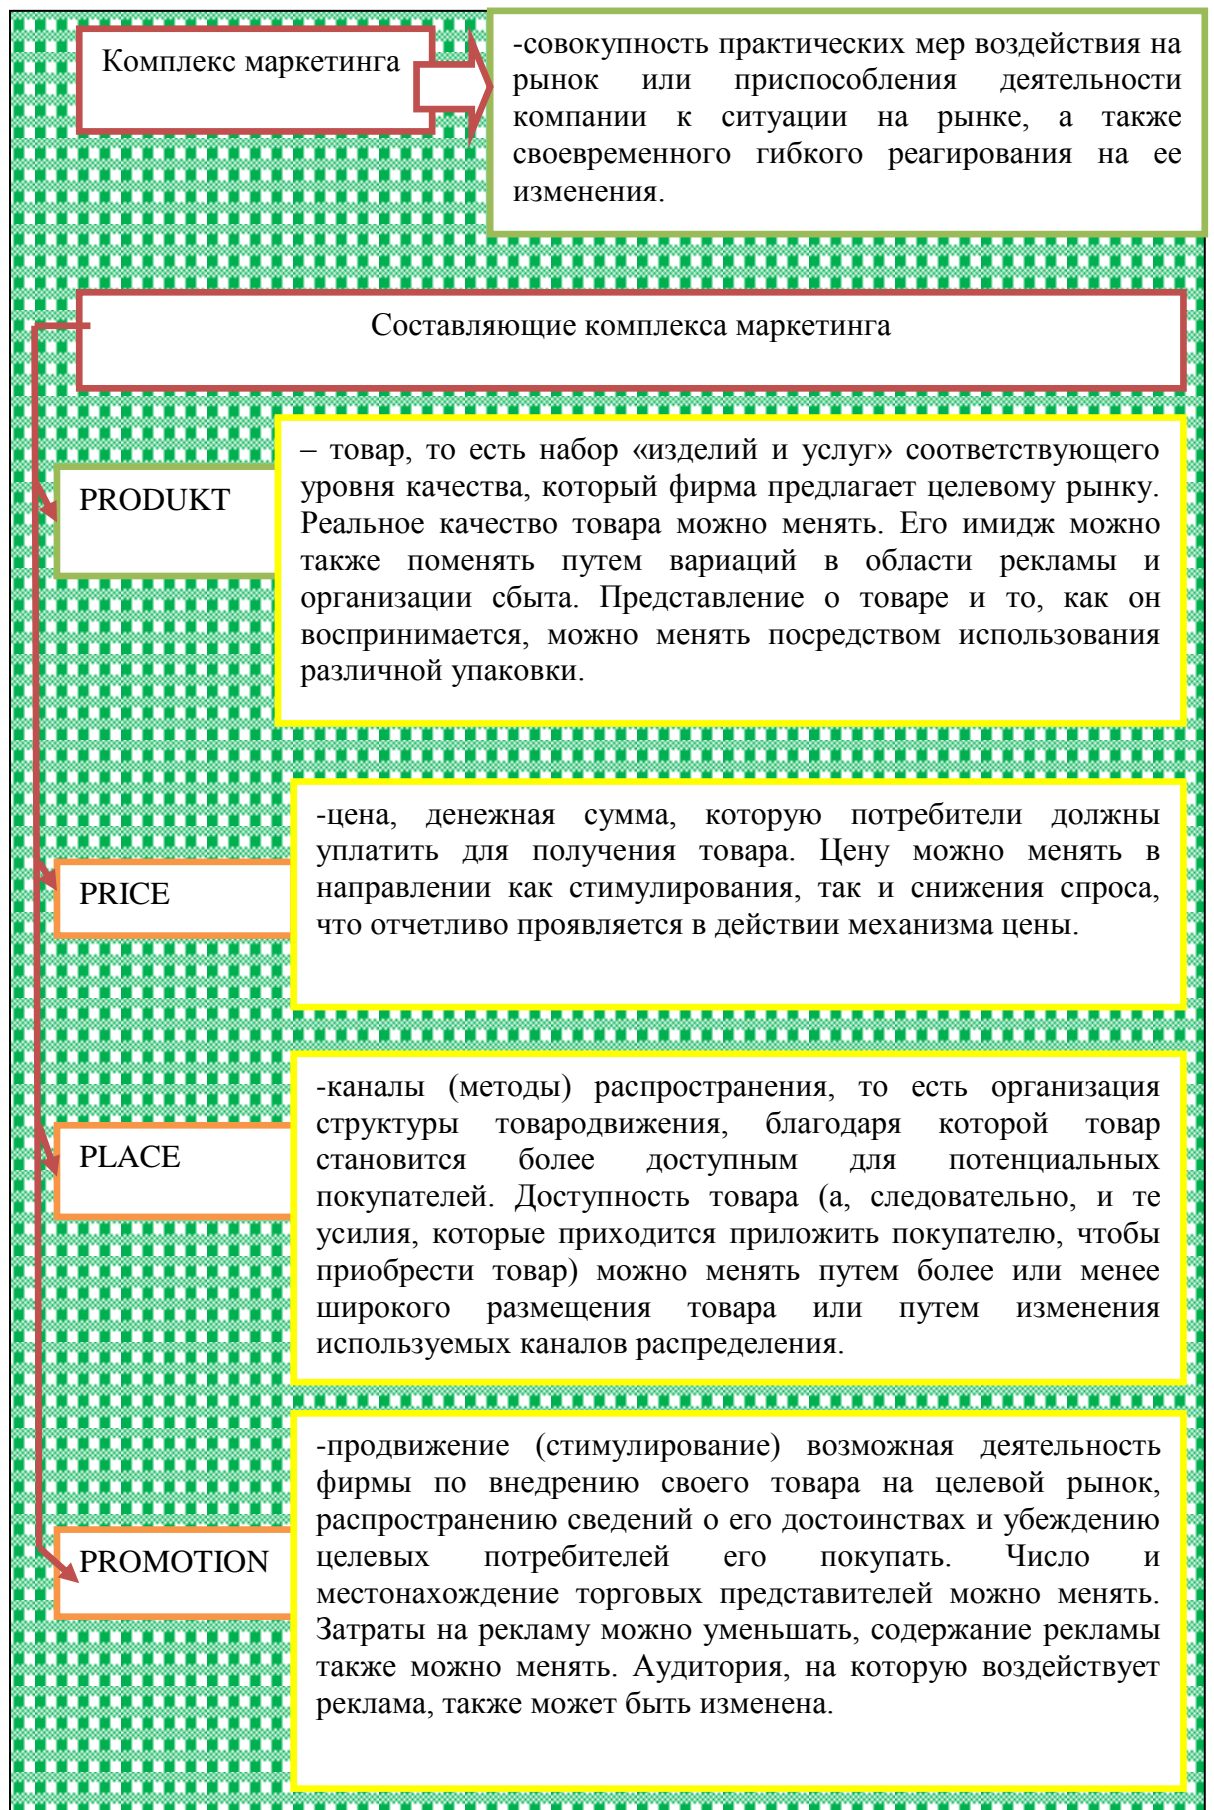 Комплекс маркетинга
-совокупность практических мер воздействия на
рынок или приспособления деятельности
компании к ситуации на рынке, а также
своевременного гибкого реагирования на ее
изменения.
Составляющие комплекса маркетинга
PRODUKT
– товар, то есть набор «изделий и услуг» соответствующего
уровня качества, который фирма предлагает целевому рынку.
Реальное качество товара можно менять. Его имидж можно
также поменять путем вариаций в области рекламы и
организации сбыта. Представление о товаре и то, как он
воспринимается, можно менять посредством использования
различной упаковки.
PRICE
-цена, денежная сумма, которую потребители должны
уплатить для получения товара. Цену можно менять в
направлении как стимулирования, так и снижения спроса,
что отчетливо проявляется в действии механизма цены.
PLACE
-каналы (методы) распространения, то есть организация
структуры товародвижения, благодаря которой товар
становится более доступным для потенциальных
покупателей. Доступность товара (а, следовательно, и те
усилия, которые приходится приложить покупателю, чтобы
приобрести товар) можно менять путем более или менее
широкого размещения товара или путем изменения
используемых каналов распределения.
PROMOTION
-продвижение (стимулирование) возможная деятельность
фирмы по внедрению своего товара на целевой рынок,
распространению сведений о его достоинствах и убеждению
целевых потребителей его покупать. Число и
местонахождение торговых представителей можно менять.
Затраты на рекламу можно уменьшать, содержание рекламы
также можно менять. Аудитория, на которую воздействует
реклама, также может быть изменена.